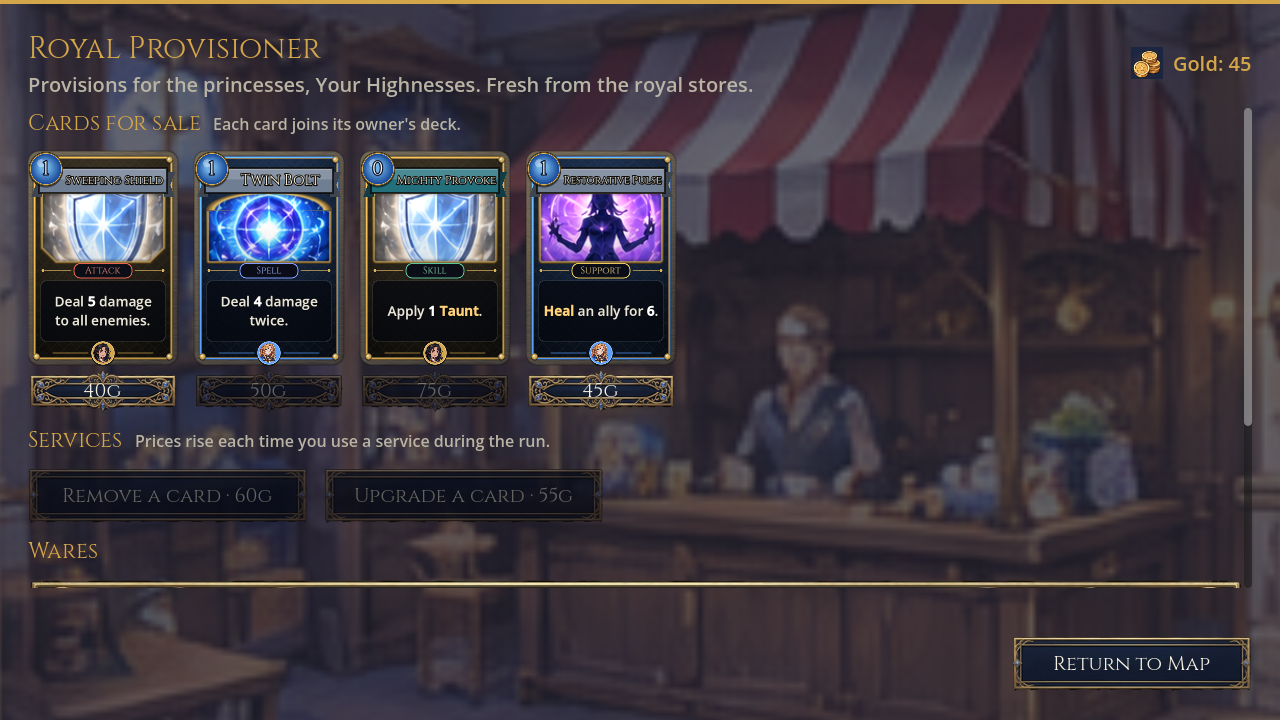 Royal Provisioner
Gold: 45
Provisions for the princesses, Your Highnesses. Fresh from the royal stores.
Cards for sale Each card joins its owner's deck.
1 Sweeping Shield
Attack
Deal 5 damage
to all enemies.
40g
1 Twin Bolt
Spell
Deal 4 damage
twice.
50g
0 Mighty Provoke
Skill
Apply 1 Taunt.
75g
1 Restorative Pulse
Support
Heal an ally for 6.
45g
Services Prices rise each time you use a service during the run.
Remove a card · 60g
Upgrade a card · 55g
Wares
Return to Map